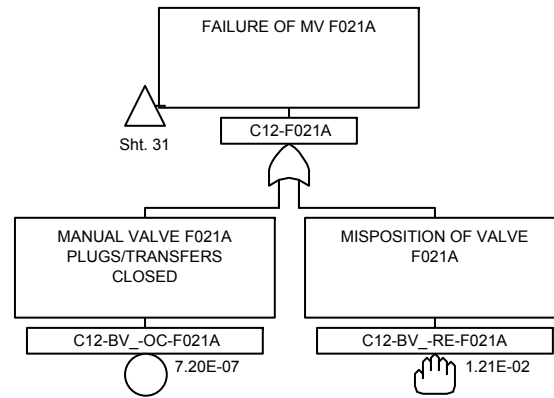 FAILURE OF MV F021A
Sht. 31
C12-F021A
MANUAL VALVE F021A
PLUGS/TRANSFERS
CLOSED
C12-BV_-OC-F021A
7.20E-07
MISPOSITION OF VALVE
F021A
C12-BV_-RE-F021A
1.21E-02